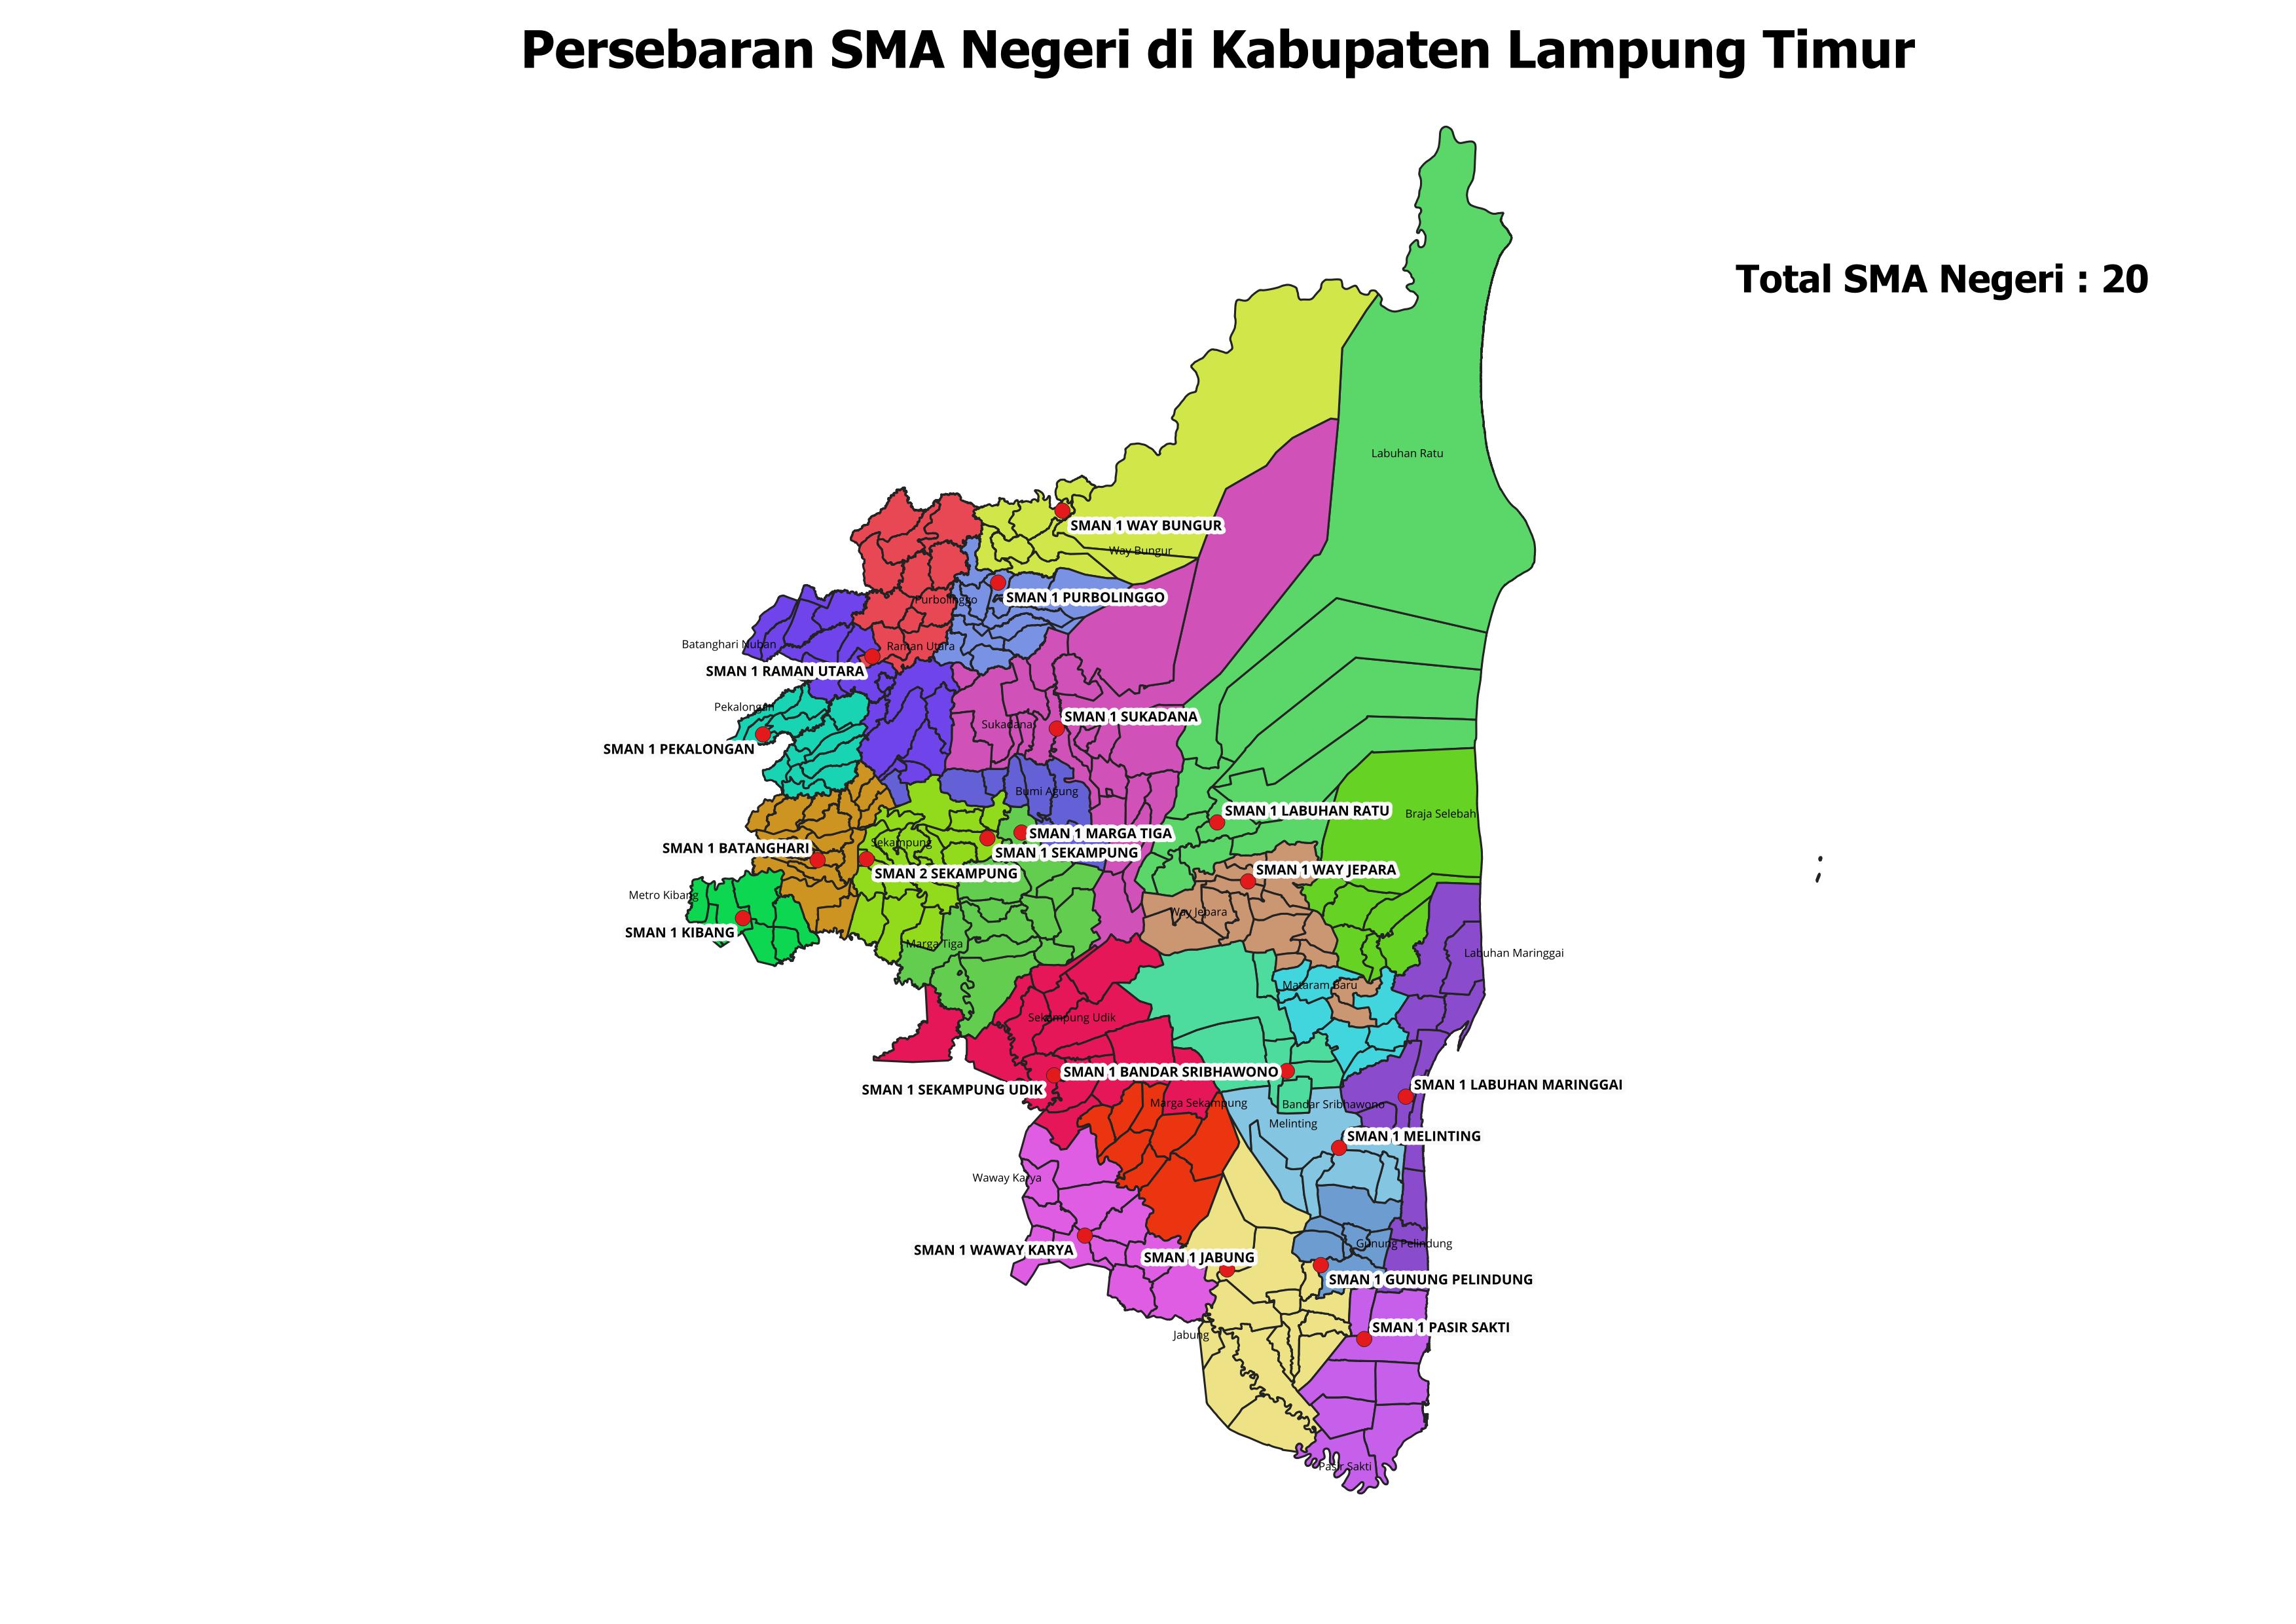 Persebaran SMA Negeri di Kabupaten Lampung Timur
Total SMA Negeri : 20
Labuhan Ratu
SMAN 1 WAY BUNGUR
Way Bungur
SMAN 1 PURBOLINGGO
Purbolinggo
Batanghari Nuban
Raman Utara
SMAN 1 RAMAN UTARA
Pekalongan
SMAN 1 SUKADANA
Sukadana
SMAN 1 PEKALONGAN
Bumi Agung
SMAN 1 LABUHAN RATU
Braja Selebah
SMAN 1 MARGA TIGA
Sekampung
SMAN 1 BATANGHARI
SMAN 1 SEKAMPUNG
SMAN 2 SEKAMPUNG
SMAN 1 WAY JEPARA
Metro Kibang
Way Jepara
SMAN 1 KIBANG
Marga Tiga
Labuhan Maringgai
Mataram Baru
Sekampung Udik
SMAN 1 BANDAR SRIBHAWONO
SMAN 1 LABUHAN MARINGGAI
SMAN 1 SEKAMPUNG UDIK
Marga Sekampung
Bandar Sribhawono
Melinting
SMAN 1 MELINTING
Waway Karya
Gunung Pelindung
SMAN 1 WAWAY KARYA
SMAN 1 JABUNG
SMAN 1 GUNUNG PELINDUNG
SMAN 1 PASIR SAKTI
Jabung
Pasir Sakti